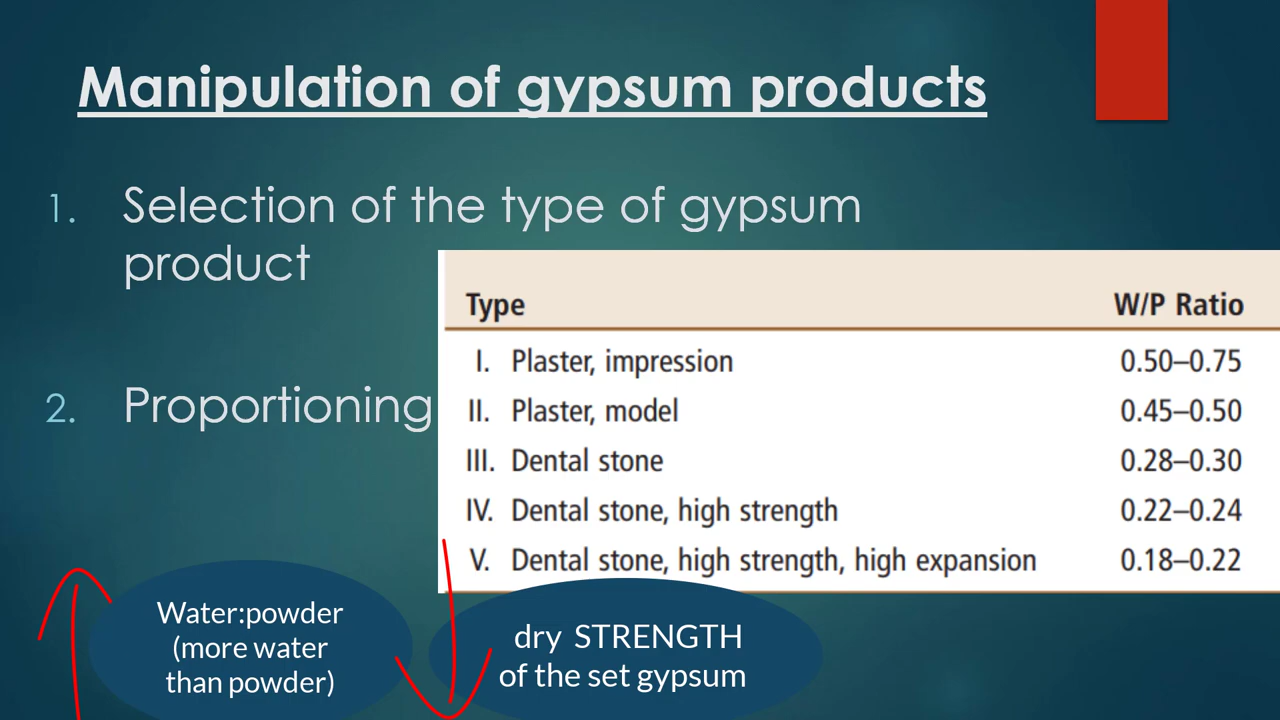 Manipulation of gypsum products
1. Selection of the type of gypsum
product
Type W/P Ratio
I. Plaster, impression 0.50–0.75
II. Plaster, model 0.45–0.50
III. Dental stone 0.28–0.30
IV. Dental stone, high strength 0.22–0.24
V. Dental stone, high strength, high expansion 0.18–0.22
2. Proportioning
Water:powder
(more water
than powder)
dry STRENGTH
of the set gypsum